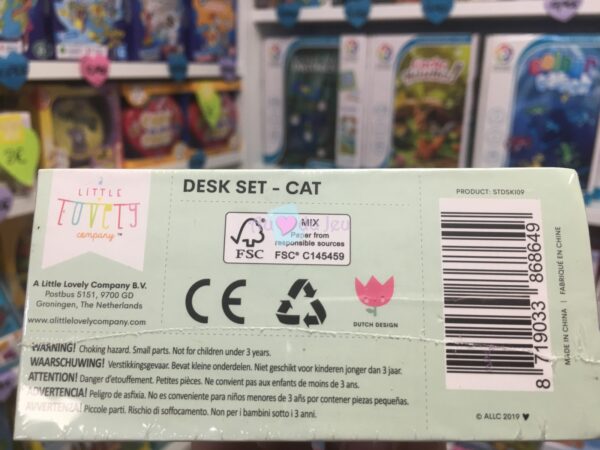 DESK SET - CAT
PRODUCT: STDSKI09
a
LITTLE
LOVELY
company™
MIX
Paper from
responsible sources
FSC
FSC® C145459
A Little Lovely Company B.V.
Postbus 5151, 9700 GD
Groningen, The Netherlands
www.alittlelovelycompany.com
CE
DUTCH DESIGN
WARNING! Choking hazard. Small parts. Not for children under 3 years.
WAARSCHUWING! Verstikkingsgevaar. Bevat kleine onderdelen. Niet geschikt voor kinderen jonger dan 3 jaar.
ATTENTION! Danger d'etouffement. Petites pièces. Ne convient pas aux enfants de moins de 3 ans.
ADVERTENCIA! Peligro de asfixia. No es conveniente para niños menores de 3 años por contener piezas pequeñas.
AVVERTENZA! Piccole parti. Rischio di soffocamento. Non per i bambini sotto i 3 anni.
8 719033 868649
MADE IN CHINA | FABRIQUÉ EN CHINE
© ALLC 2019 ♥